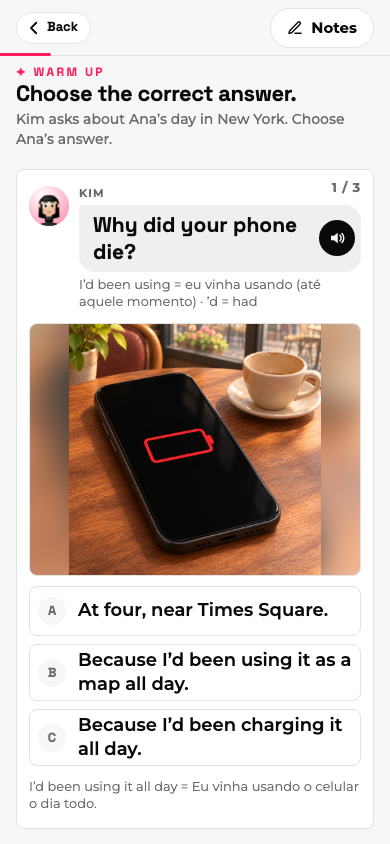 Back
Notes
WARM UP
Choose the correct answer.
Kim asks about Ana's day in New York. Choose
Ana's answer.
KIM
1 / 3
Why did your phone
die?
I'd been using = eu vinha usando (até
aquele momento) · 'd = had
A
At four, near Times Square.
B
Because I'd been using it as a
map all day.
C
Because I'd been charging it
all day.
I'd been using it all day = Eu vinha usando o celular
o dia todo.